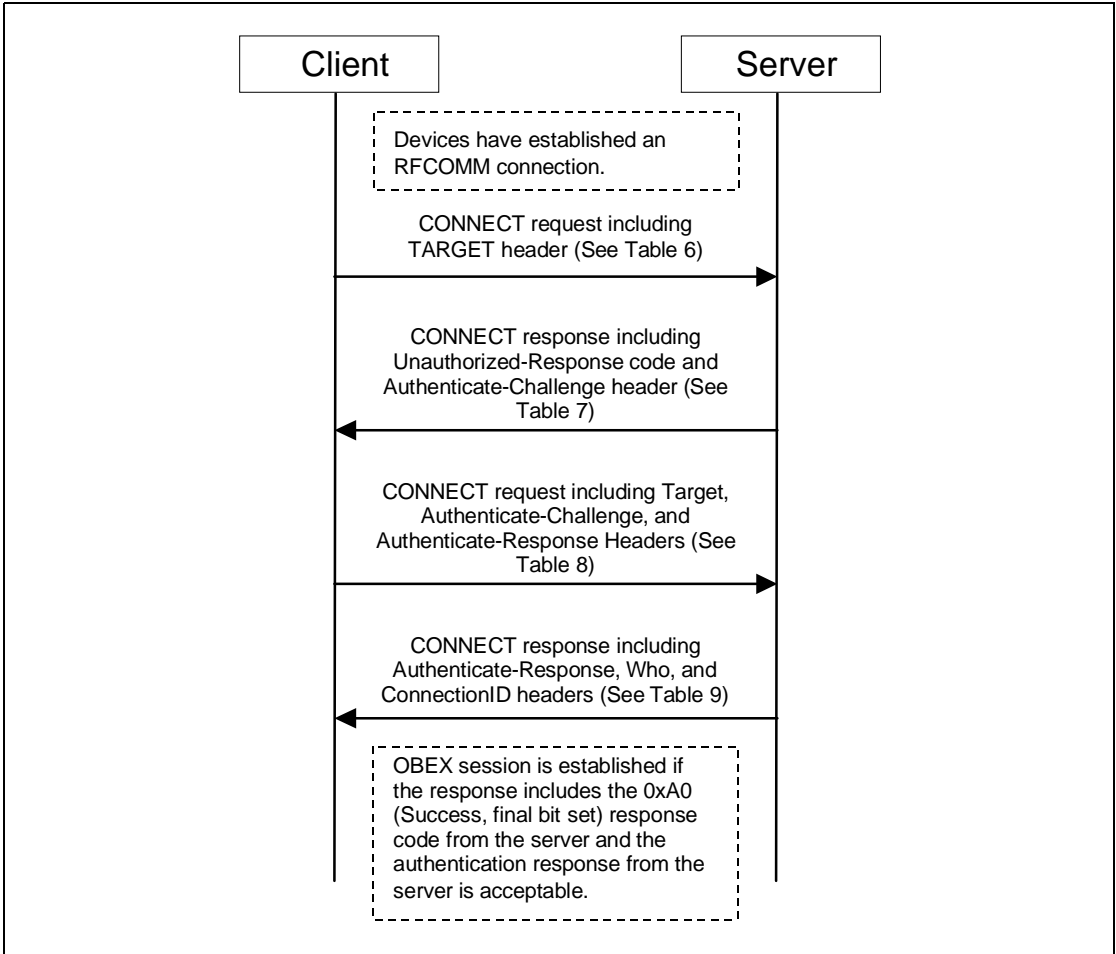 Client
Server
Devices have established an
RFCOMM connection.
CONNECT request including
TARGET header (See Table 6)
CONNECT response including
Unauthorized-Response code and
Authenticate-Challenge header (See
Table 7)
CONNECT request including Target,
Authenticate-Challenge, and
Authenticate-Response Headers (See
Table 8)
CONNECT response including
Authenticate-Response, Who, and
ConnectionID headers (See Table 9)
OBEX session is established if
the response includes the 0xA0
(Success, final bit set) response
code from the server and the
authentication response from the
server is acceptable.